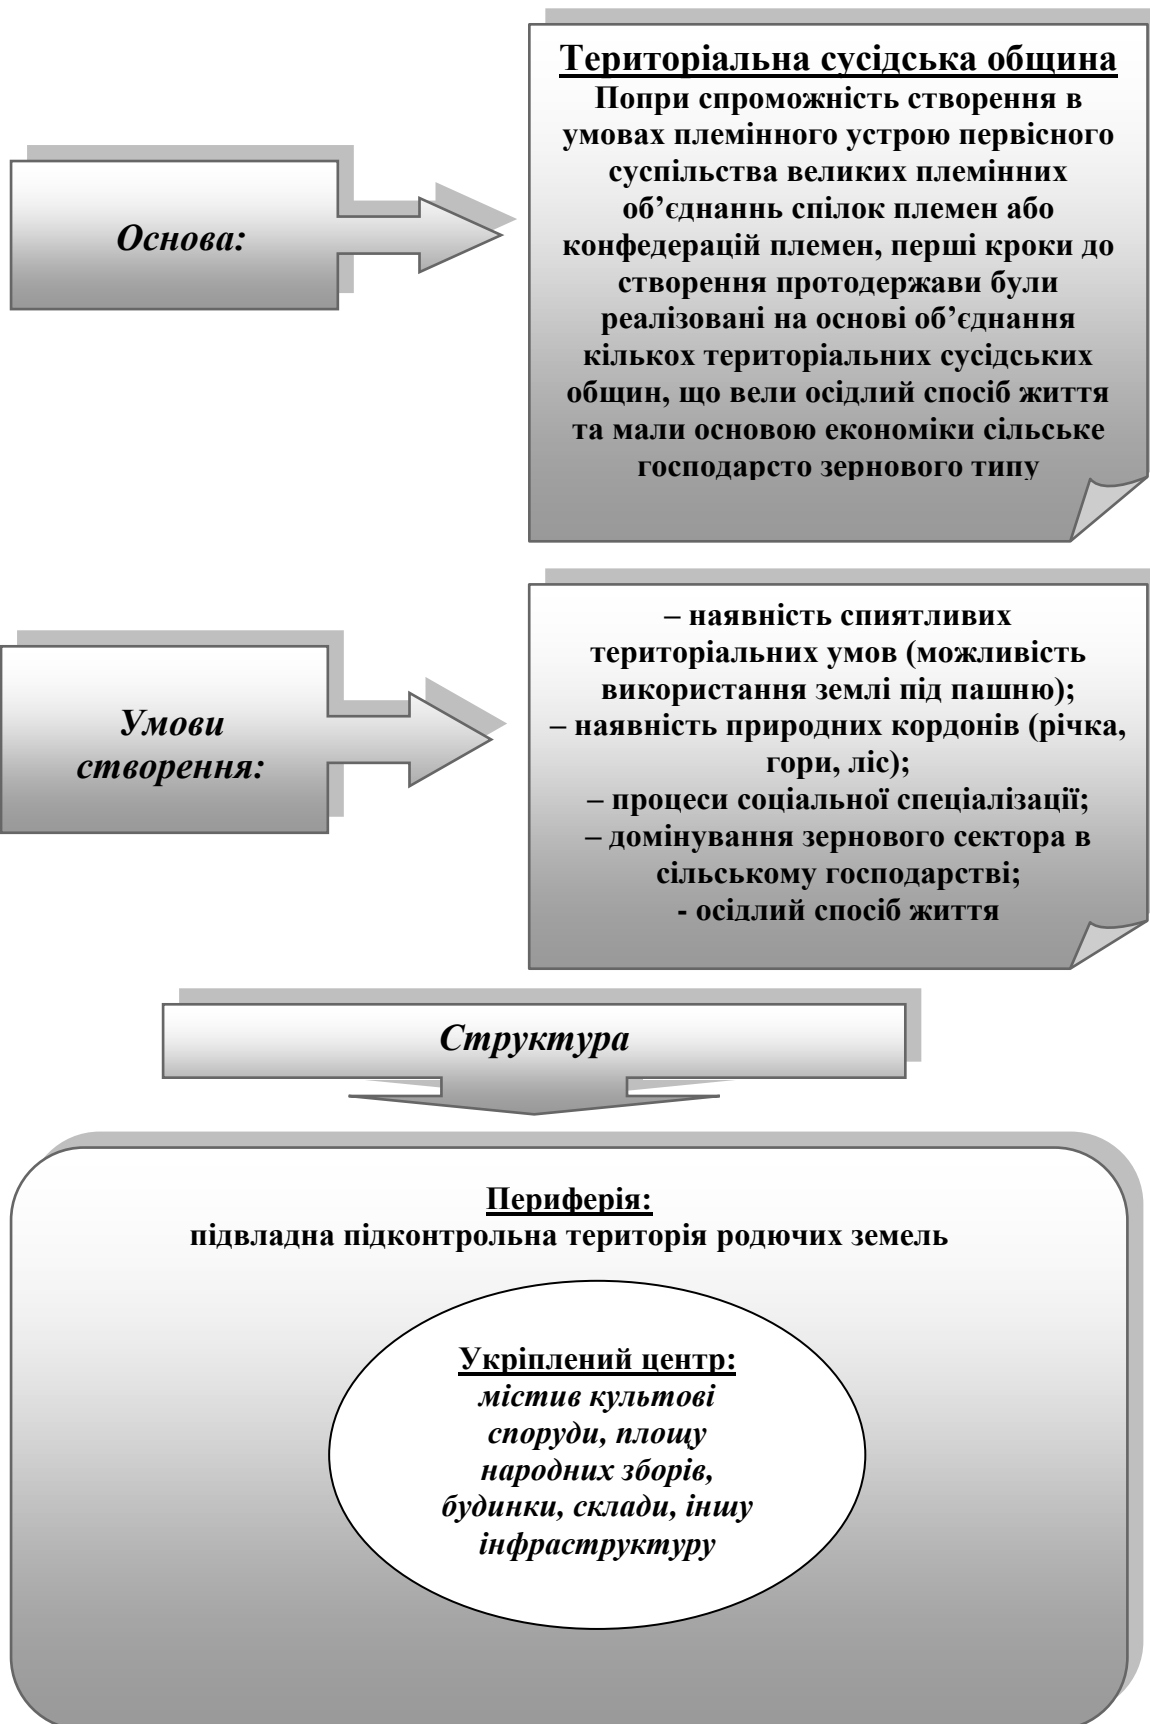 Територіальна сусідська община
Попри спроможність створення в
умовах племінного устрою первісного
суспільства великих племінних
об’єднаннь спілок племен або
конфедерацій племен, перші кроки до
створення протодержави були
реалізовані на основі об’єднання
кількох територіальних сусідських
общин, що вели осідлий спосіб життя
та мали основою економіки сільське
господарсто зернового типу
Основа:
– наявність спиятливих
територіальних умов (можливість
використання землі під пашню);
– наявність природних кордонів (річка,
гори, ліс);
– процеси соціальної спеціалізації;
– домінування зернового сектора в
сільському господарстві;
- осідлий спосіб життя
Умови
створення:
Структура
Периферія:
підвладна підконтрольна територія родючих земель
Укріплений центр:
містив культові
споруди, площу
народних зборів,
будинки, склади, іншу
інфраструктуру